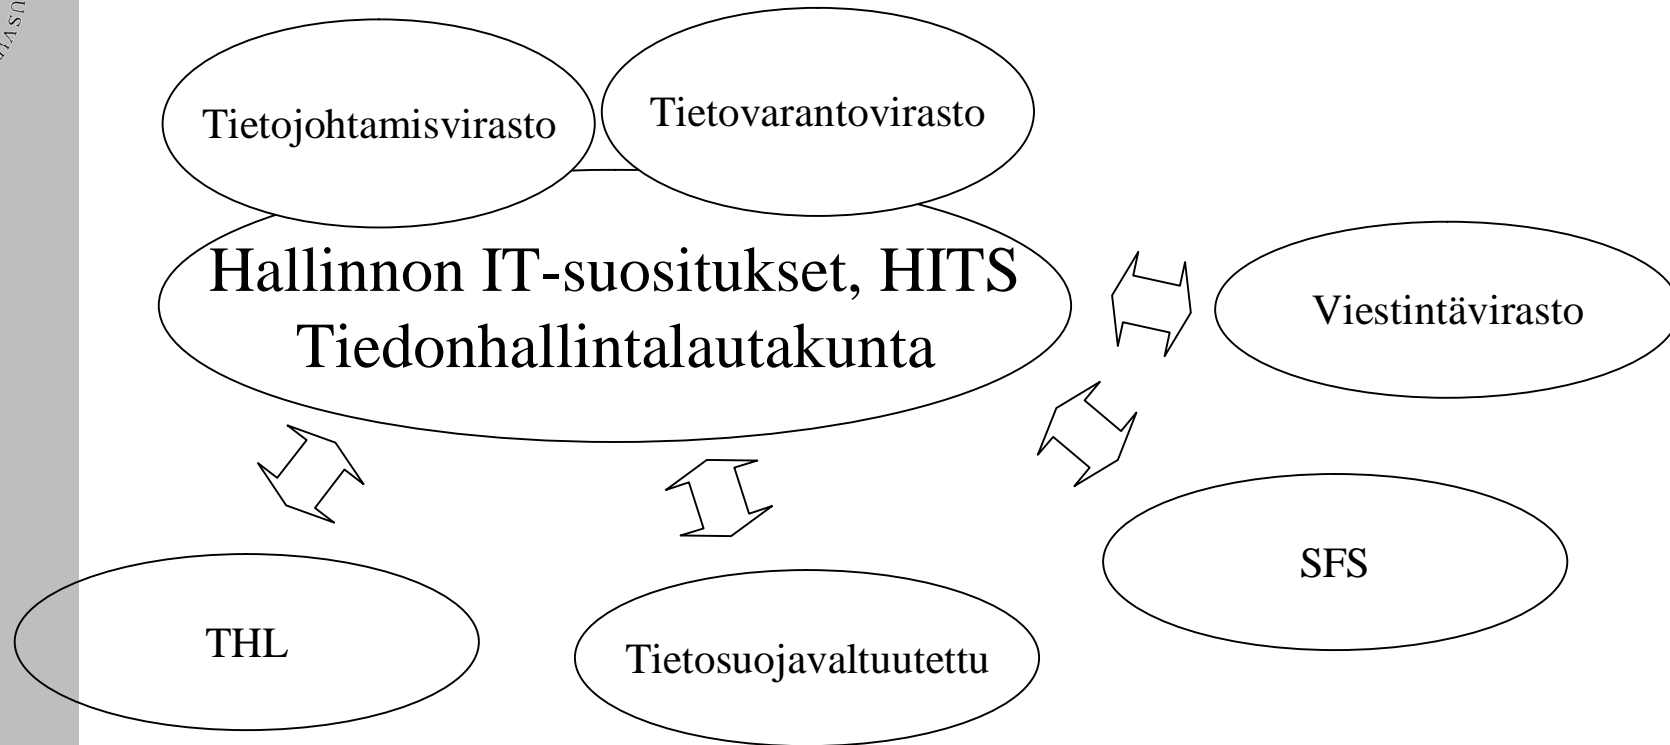 Tietojohtamisvirasto
Tietovarantovirasto
Hallinnon IT-suositukset, HITS
Tiedonhallintalautakunta
Viestintävirasto
SFS
THL
Tietosuojavaltuutettu